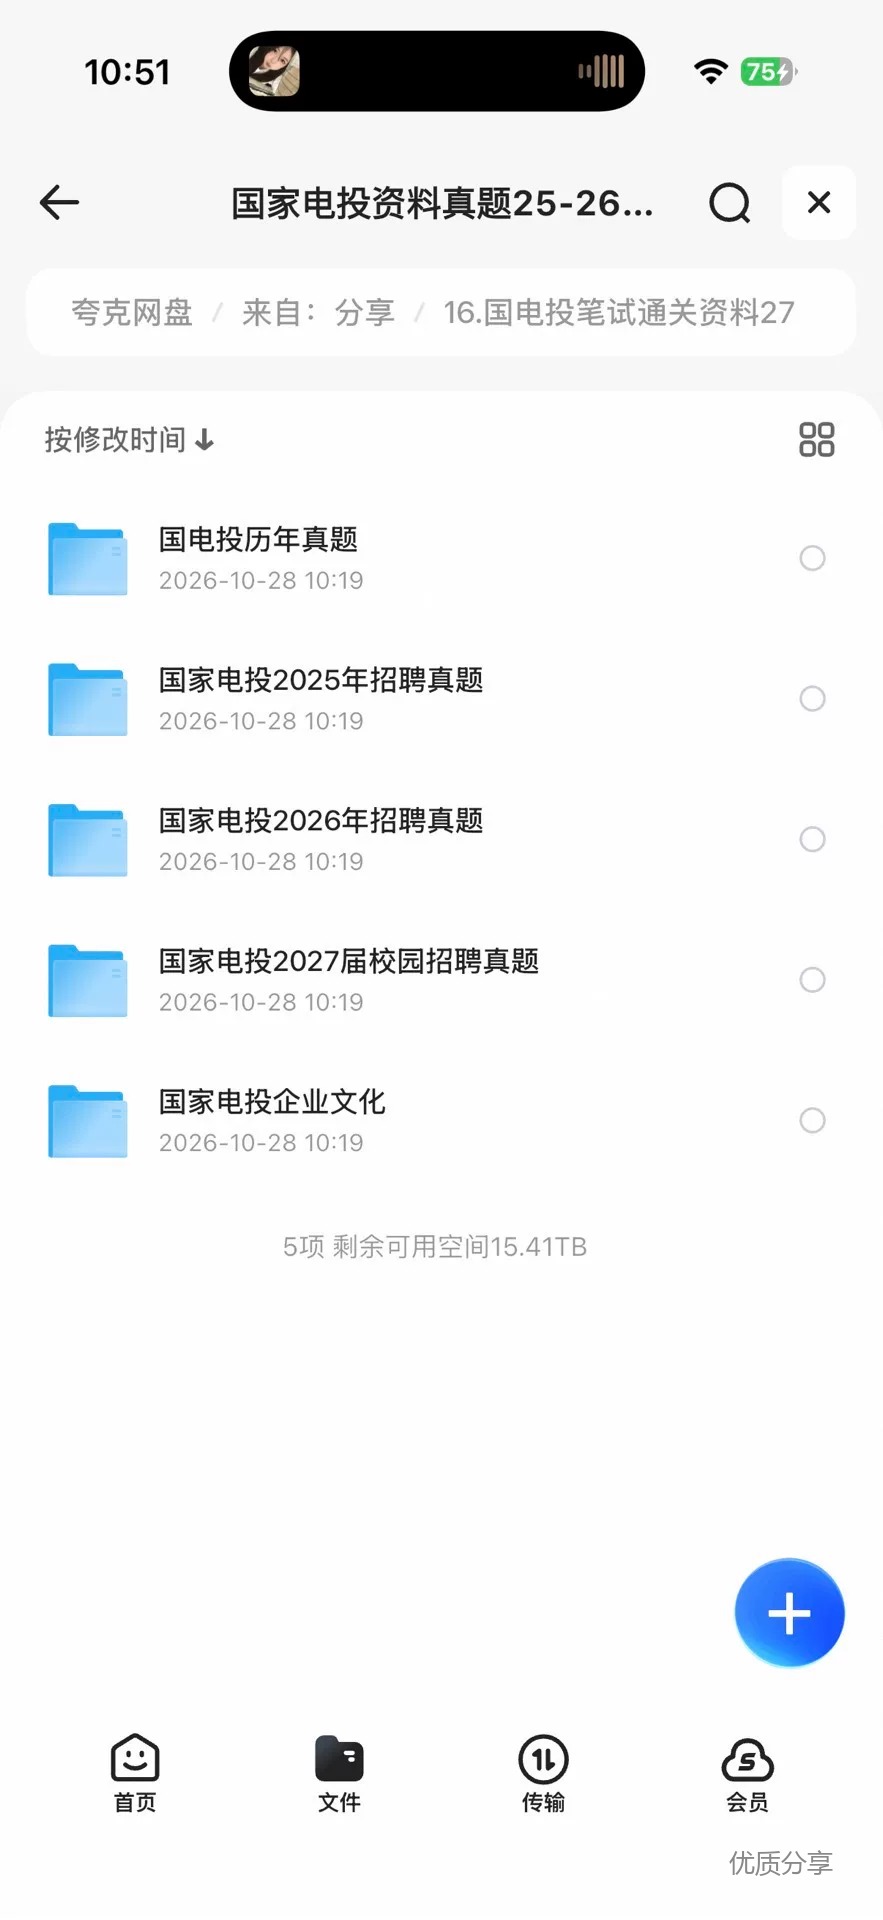 10:51
75
国家电投资料真题25-26...
夸克网盘 / 来自：分享 / 16.国电投笔试通关资料27
按修改时间↓
国电投历年真题
2026-10-28 10:19
国家电投2025年招聘真题
2026-10-28 10:19
国家电投2026年招聘真题
2026-10-28 10:19
国家电投2027届校园招聘真题
2026-10-28 10:19
国家电投企业文化
2026-10-28 10:19
5项 剩余可用空间15.41TB
首页 文件 传输 会员
优质分享